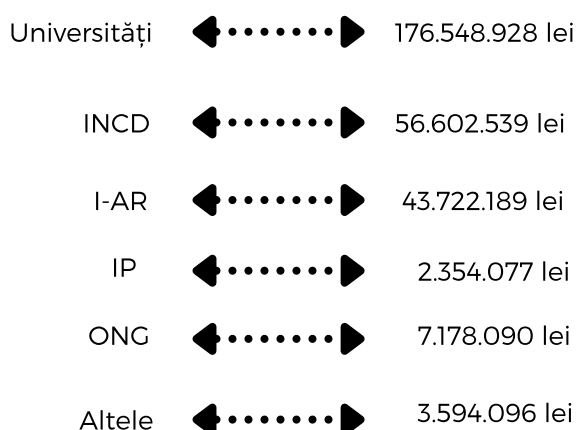 Universități 176.548.928 lei
INCD 56.602.539 lei
I-AR 43.722.189 lei
IP 2.354.077 lei
ONG 7.178.090 lei
Altele 3.594.096 lei